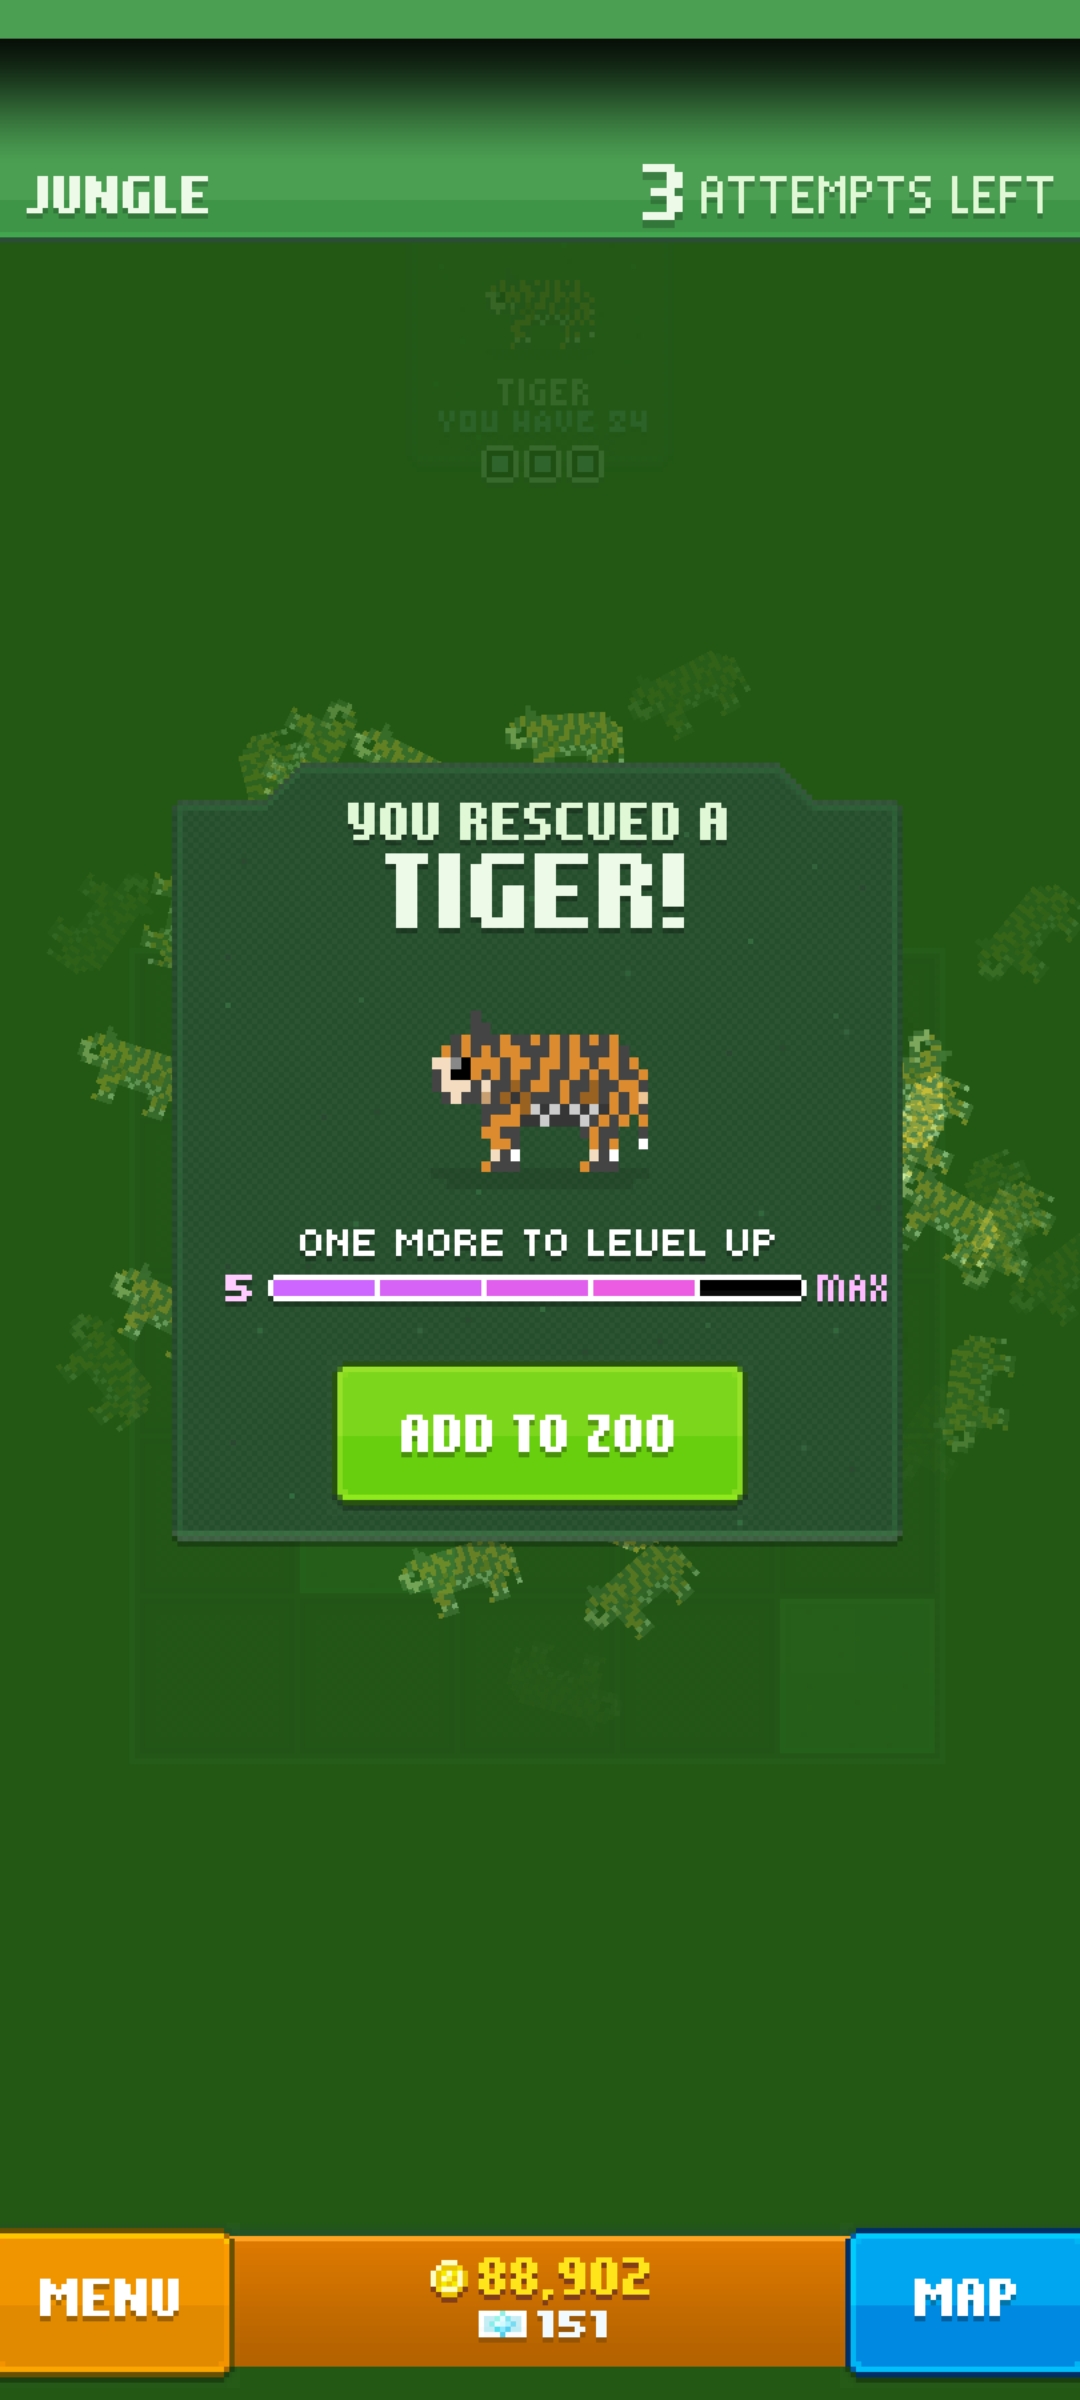 JUNGLE
3 ATTEMPTS LEFT
TIGER
YOU HAVE 24
YOU RESCUED A
TIGER!
ONE MORE TO LEVEL UP
5 MAX
ADD TO ZOO
MENU
88,902
151
MAP